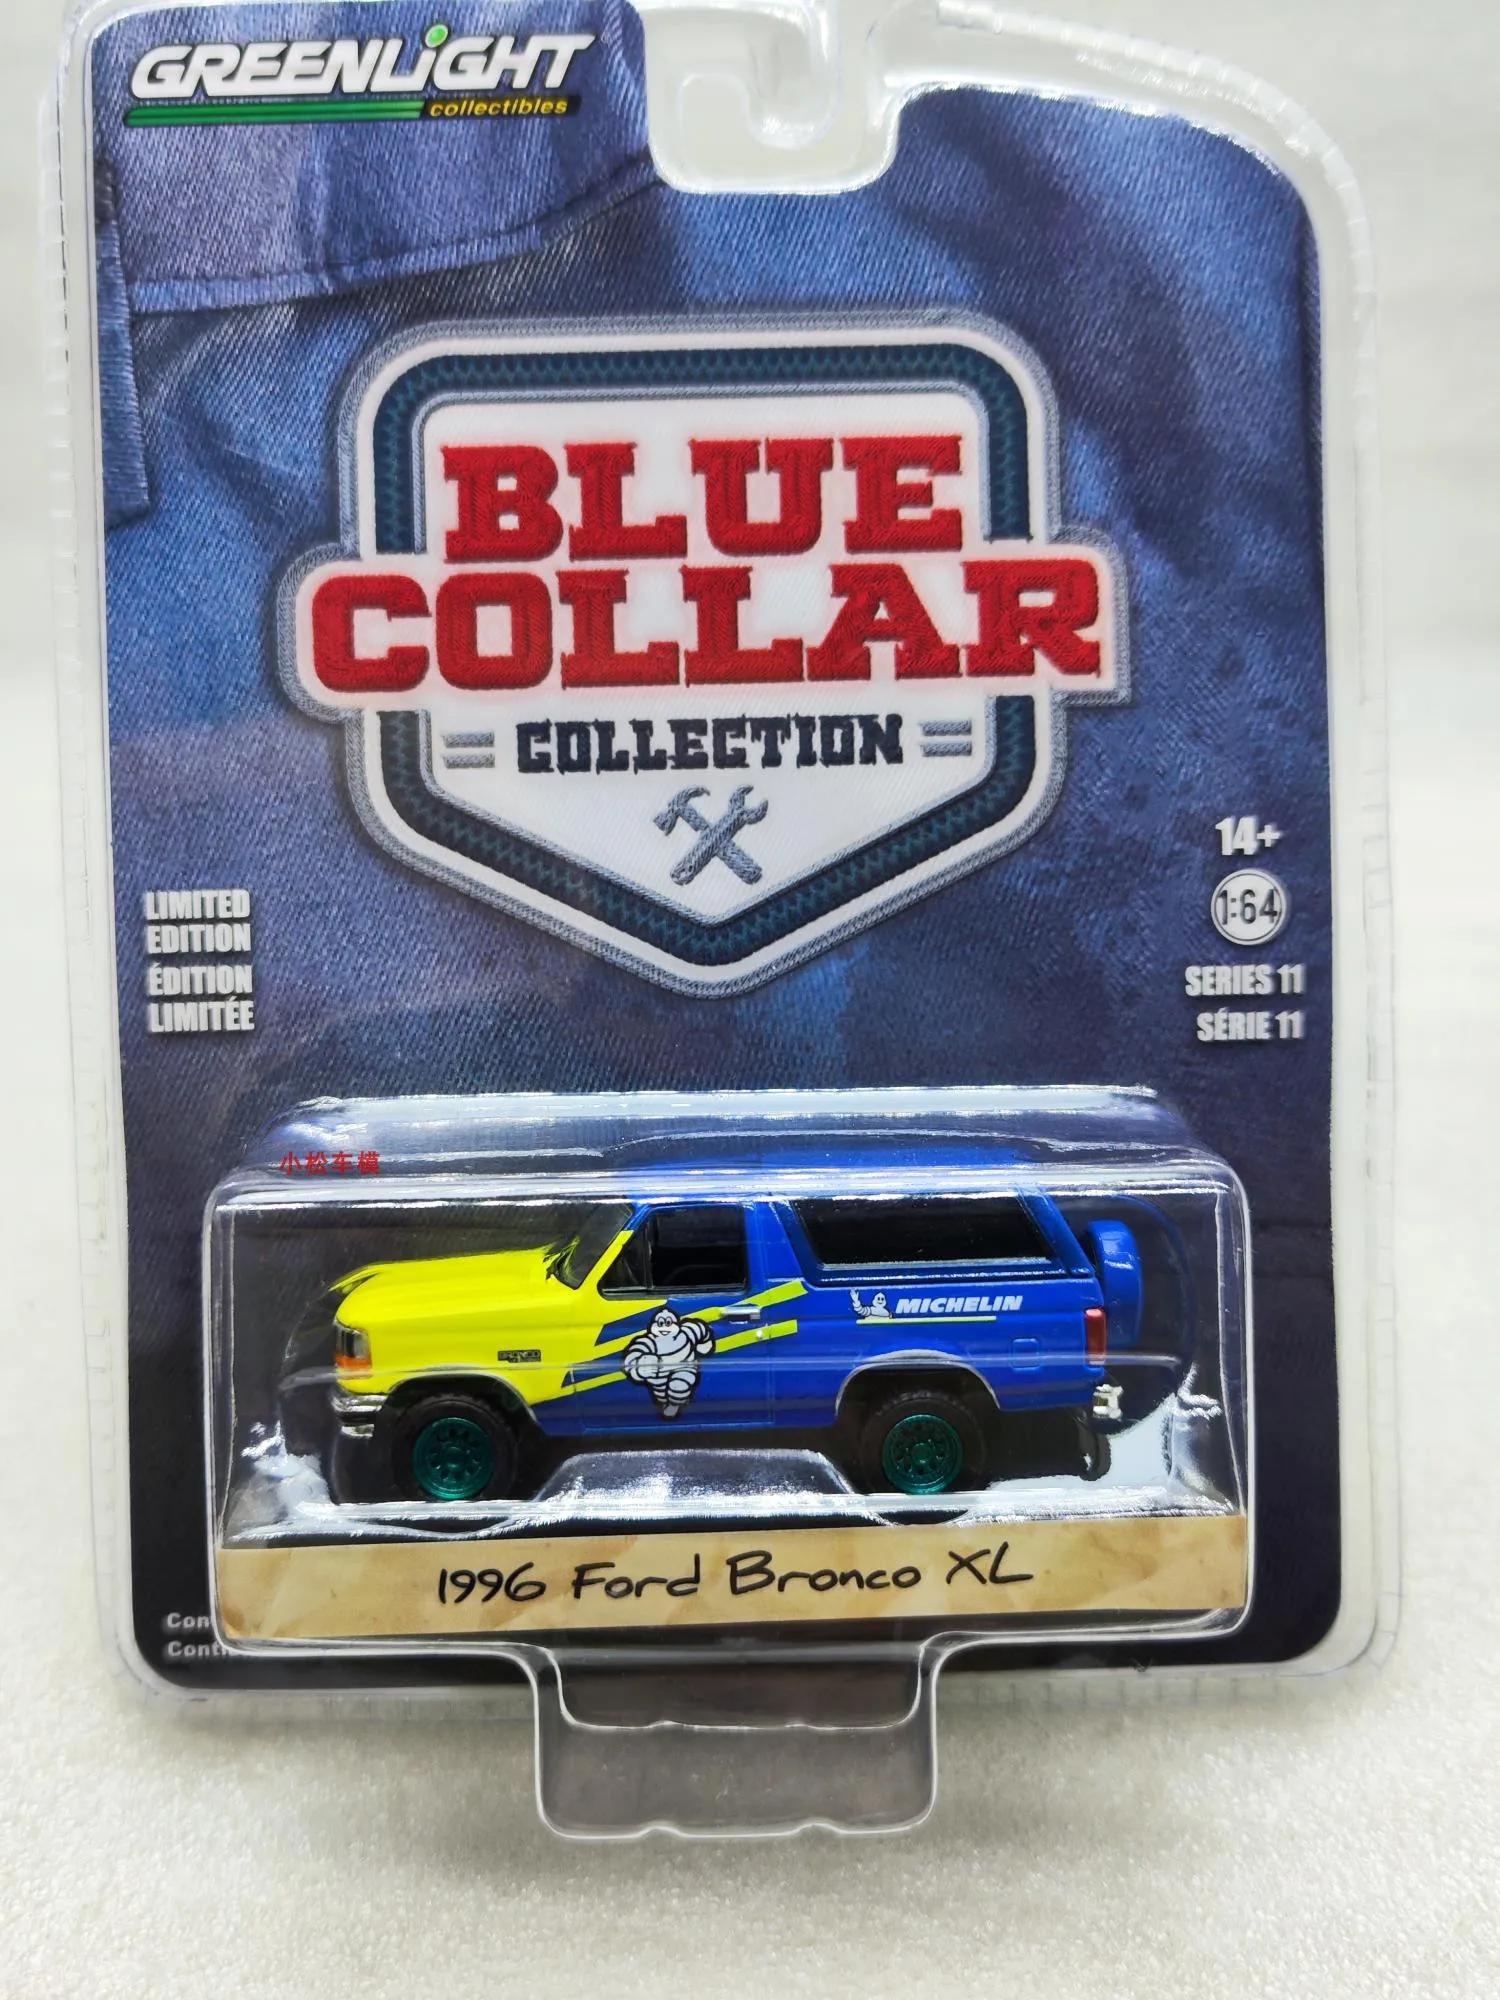 GREENLiGHT
collectibles
BLUE
COLLAR
COLLECTION
14+
1:64
SERIES 11
SÉRIE 11
LIMITED
EDITION
ÉDITION
LIMITÉE
小松车模
MICHELIN
BRONCO
1996 Ford Bronco XL